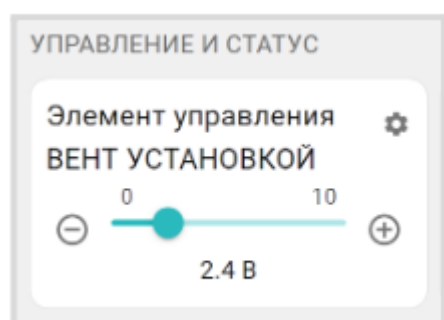 УПРАВЛЕНИЕ И СТАТУС
Элемент управления
ВЕНТ УСТАНОВКОЙ
0 10
2.4 В